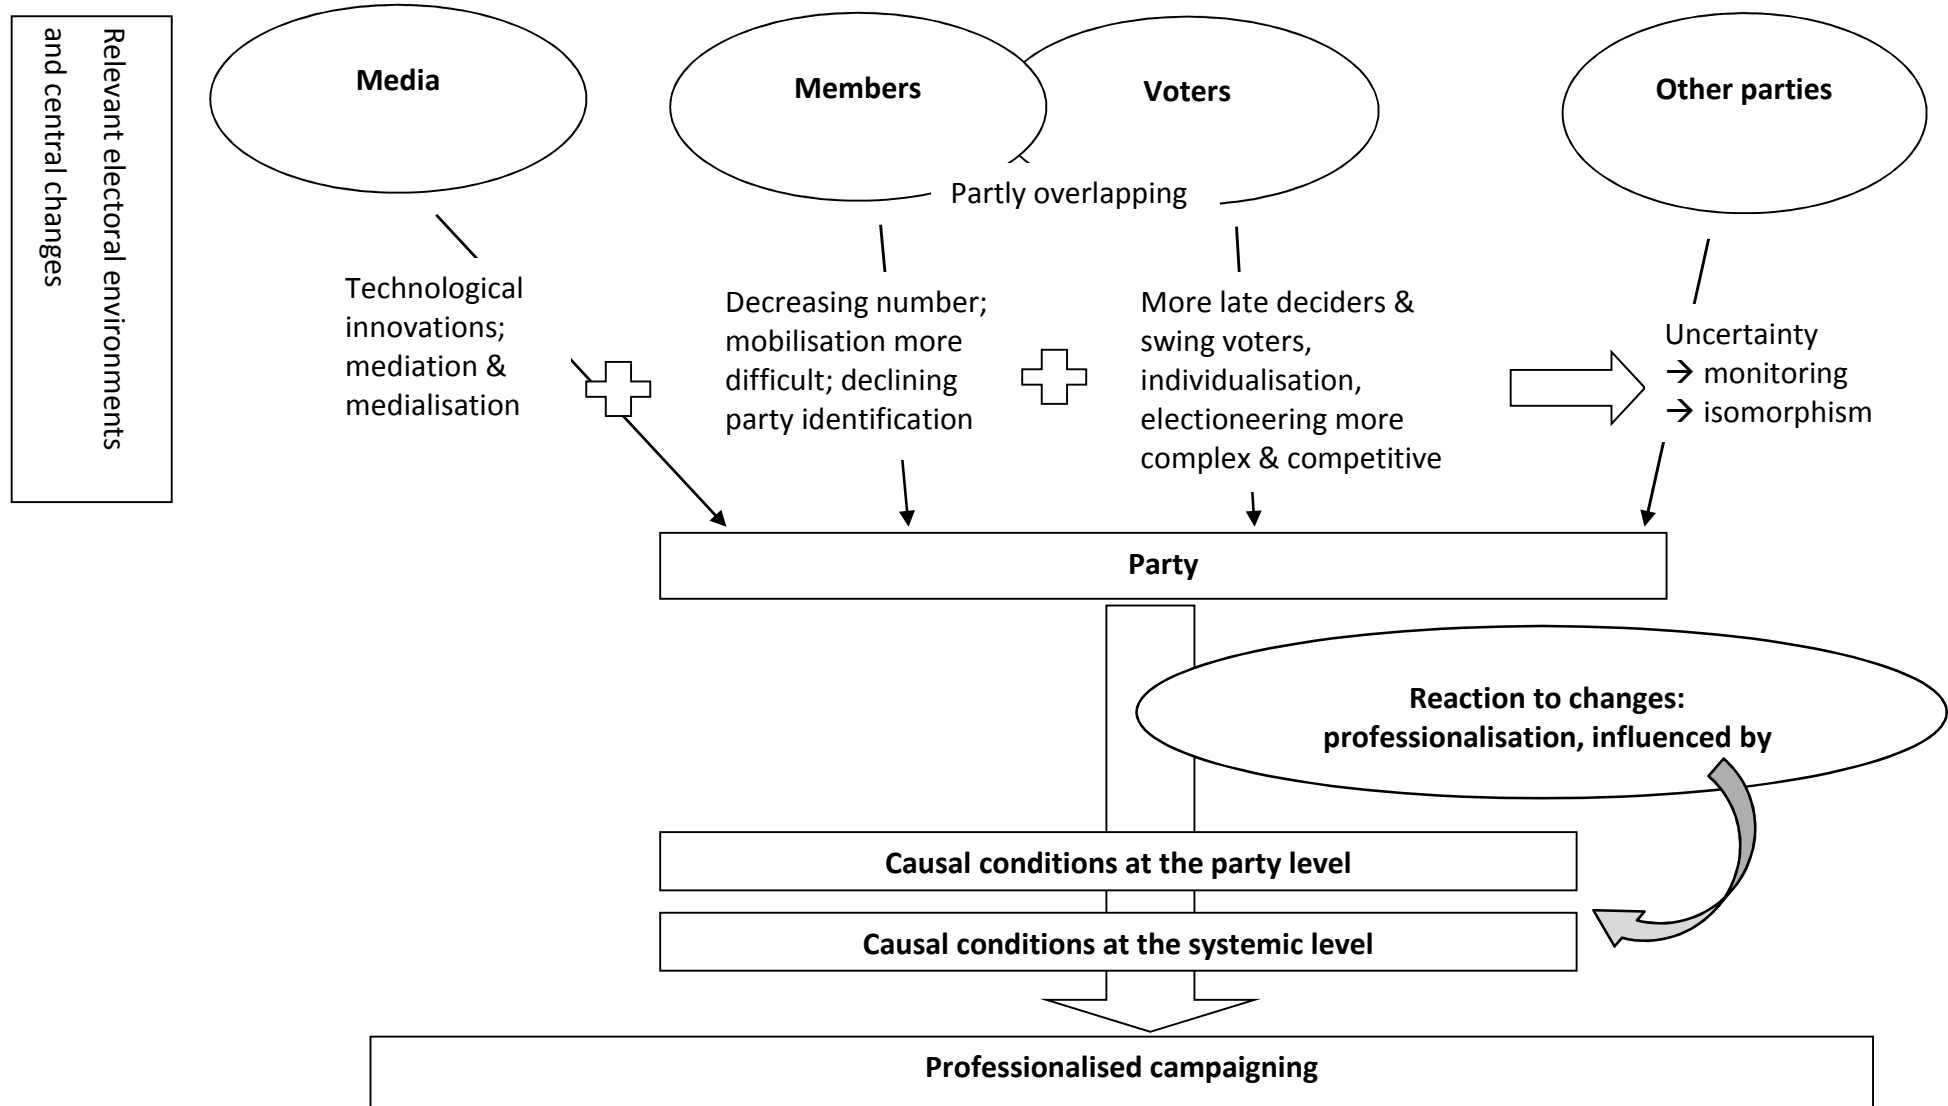 Relevant electoral environments
and central changes
Media
Members
Voters
Other parties
Partly overlapping
Technological
innovations;
mediation &
medialisation
Decreasing number;
mobilisation more
difficult; declining
party identification
More late deciders &
swing voters,
individualisation,
electioneering more
complex & competitive
Uncertainty
→ monitoring
→ isomorphism
Party
Reaction to changes:
professionalisation, influenced by
Causal conditions at the party level
Causal conditions at the systemic level
Professionalised campaigning